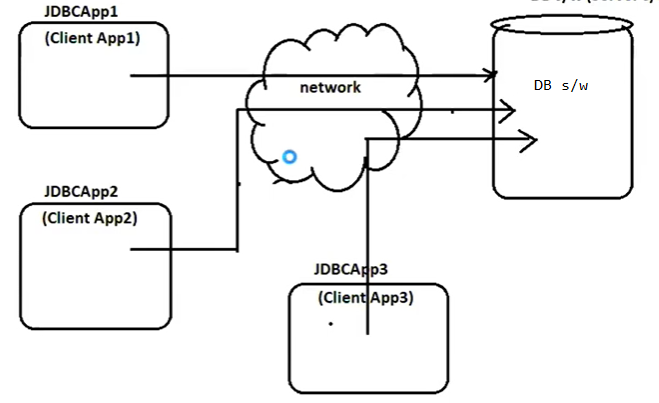 JDBCApp1
(Client App1)
network
DB s/w
JDBCApp2
(Client App2)
JDBCApp3
(Client App3)